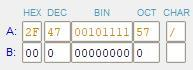 HEX DEC BIN OCT CHAR
A: 2F 47 00101111 57 /
B: 00 0 00000000 0